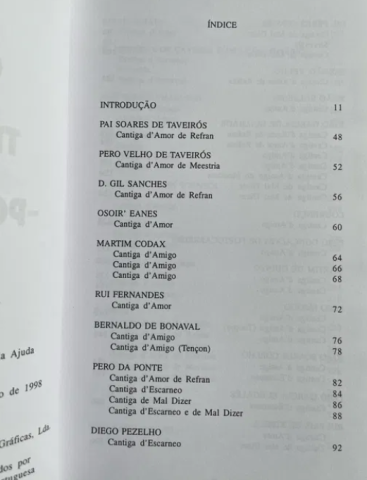 ÍNDICE
INTRODUÇÃO 11
PAI SOARES DE TAVEIRÓS
Cantiga d'Amor de Refran 48
PERO VELHO DE TAVEIRÓS
Cantiga d'Amor de Meestria 52
D. GIL SANCHES
Cantiga d'Amor de Refran 56
OSOIR' EANES
Cantiga d'Amor 60
MARTIM CODAX
Cantiga d'Amigo 64
Cantiga d'Amigo 66
Cantiga d'Amigo 68
RUI FERNANDES
Cantiga d'Amor 72
BERNALDO DE BONAVAL
Cantiga d'Amigo 76
Cantiga d'Amigo (Tençon) 78
PERO DA PONTE
Cantiga d'Amor de Refran 82
Cantiga d'Escarneo 84
Cantiga de Mal Dizer 86
Cantiga d'Escarneo e de Mal Dizer 88
DIEGO PEZELHO
Cantiga d'Escarneo 92
a Ajuda
o de 1998
Gráficas, Lda
dos por
tuguesa